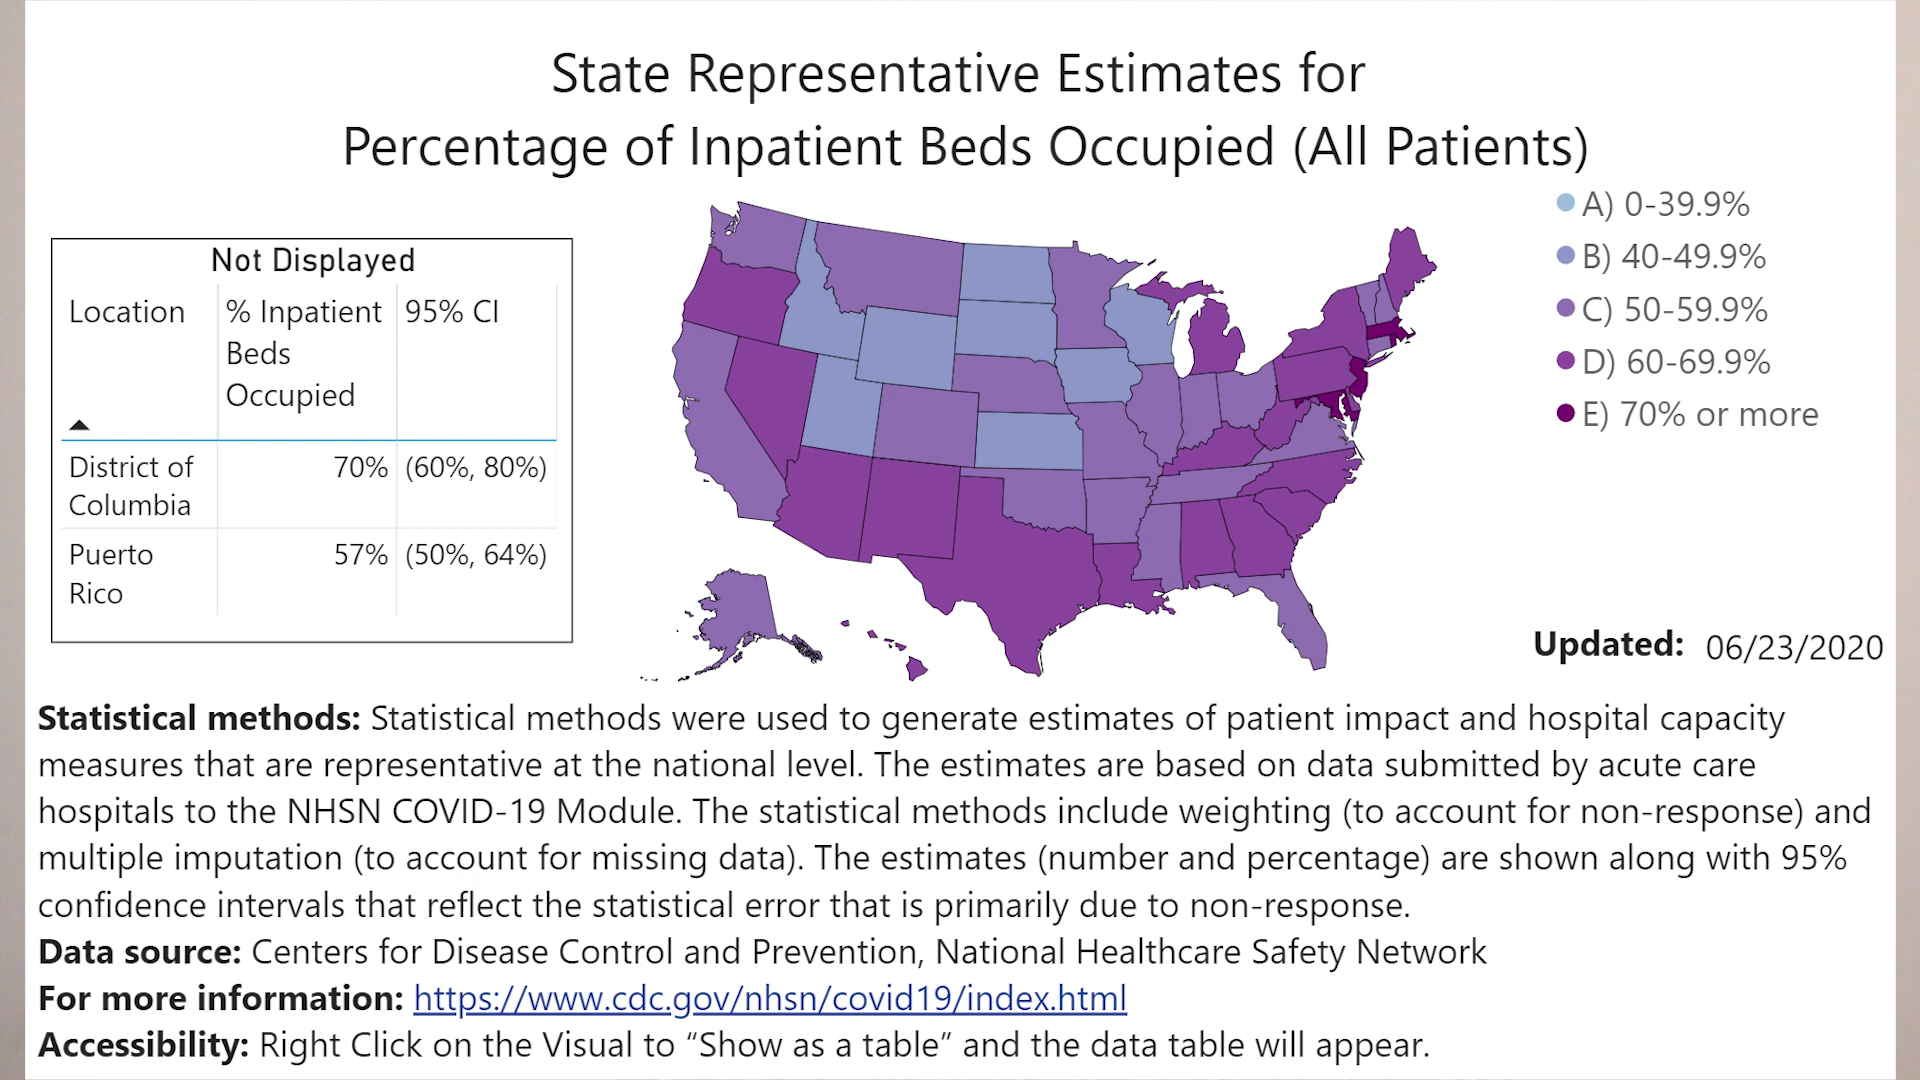 State Representative Estimates for
Percentage of Inpatient Beds Occupied (All Patients)
A) 0-39.9%
B) 40-49.9%
C) 50-59.9%
D) 60-69.9%
E) 70% or more
Not Displayed
Location % Inpatient 95% CI
Beds
Occupied
District of 70% (60%, 80%)
Columbia
Puerto 57% (50%, 64%)
Rico
Updated: 06/23/2020
Statistical methods: Statistical methods were used to generate estimates of patient impact and hospital capacity
measures that are representative at the national level. The estimates are based on data submitted by acute care
hospitals to the NHSN COVID-19 Module. The statistical methods include weighting (to account for non-response) and
multiple imputation (to account for missing data). The estimates (number and percentage) are shown along with 95%
confidence intervals that reflect the statistical error that is primarily due to non-response.
Data source: Centers for Disease Control and Prevention, National Healthcare Safety Network
For more information: https://www.cdc.gov/nhsn/covid19/index.html
Accessibility: Right Click on the Visual to “Show as a table” and the data table will appear.